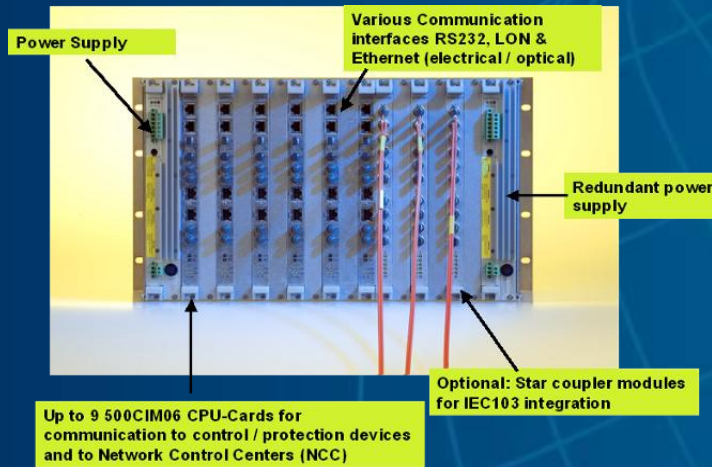 Various Communication
interfaces RS232, LON &
Ethernet (electrical / optical)
Power Supply
Redundant power
supply
Optional: Star coupler modules
for IEC103 integration
Up to 9 500CIM06 CPU-Cards for
communication to control / protection devices
and to Network Control Centers (NCC)